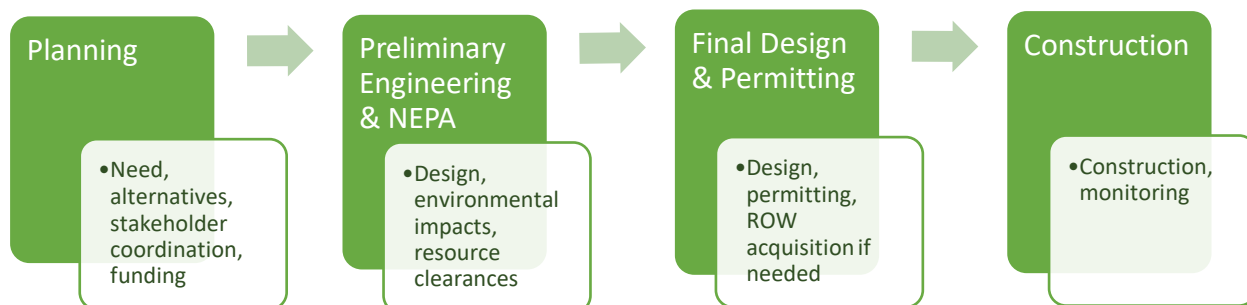 Planning
•Need,
alternatives,
stakeholder
coordination,
funding
Preliminary
Engineering
& NEPA
•Design,
environmental
impacts,
resource
clearances
Final Design
& Permitting
•Design,
permitting,
ROW
acquisition if
needed
Construction
•Construction,
monitoring